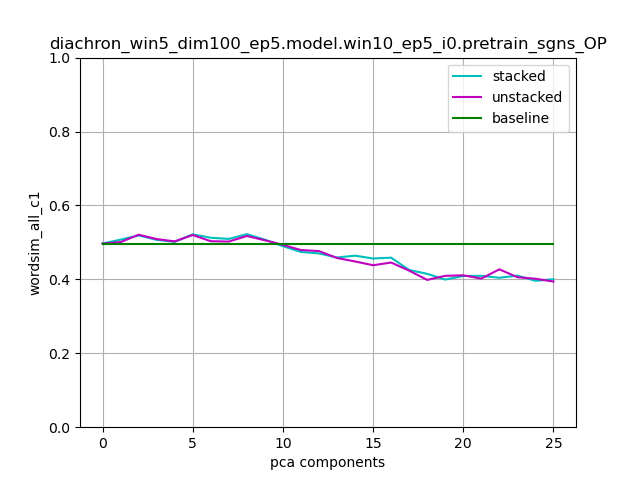 diachron_win5_dim100_ep5.model.win10_ep5_i0.pretrain_sgns_OP
1.0
0.8
0.6
0.4
0.2
0.0
wordsim_all_c1
stacked
unstacked
baseline
0 5 10 15 20 25
pca components